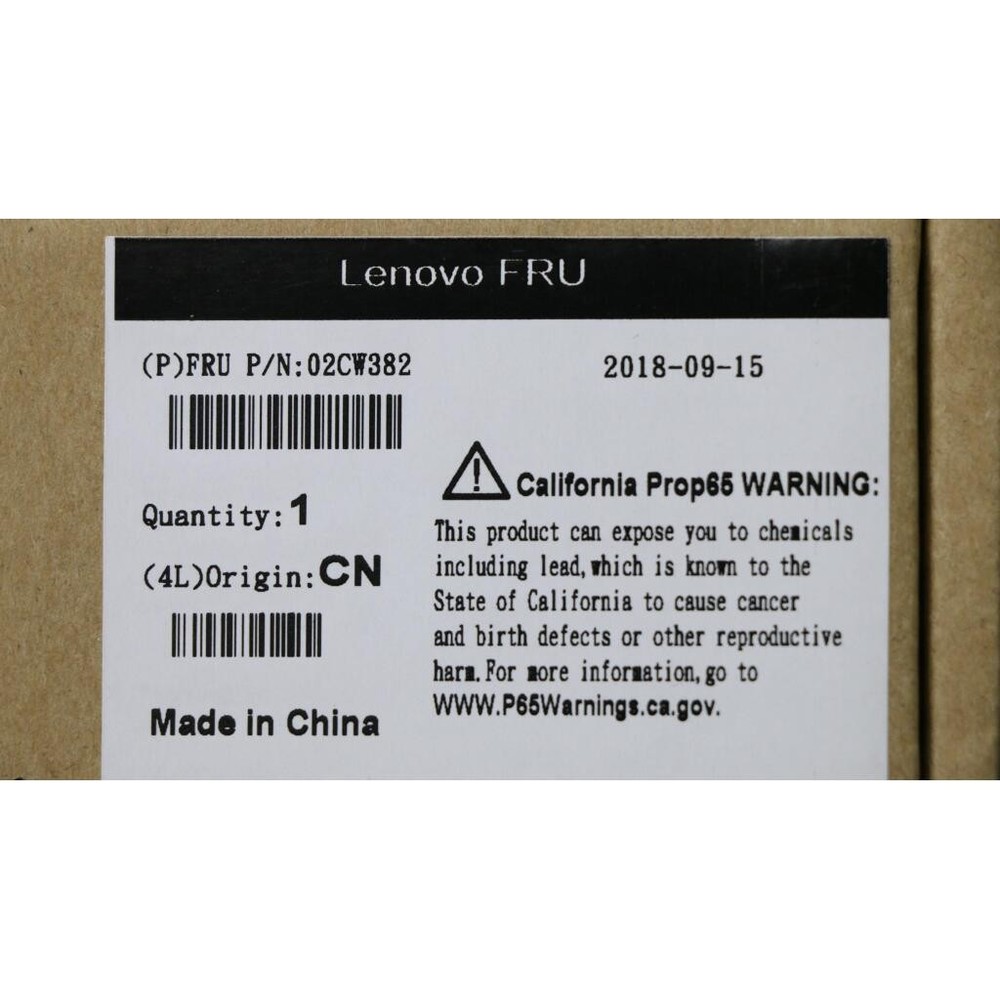 Lenovo FRU
(P)FRU P/N:02CW382
2018-09-15
Quantity:1
(4L)Origin:CN
Made in China
California Prop65 WARNING:
This product can expose you to chemicals
including lead,which is known to the
State of California to cause cancer
and birth defects or other reproductive
harm.For more information,go to
WWW.P65Warnings.ca.gov.